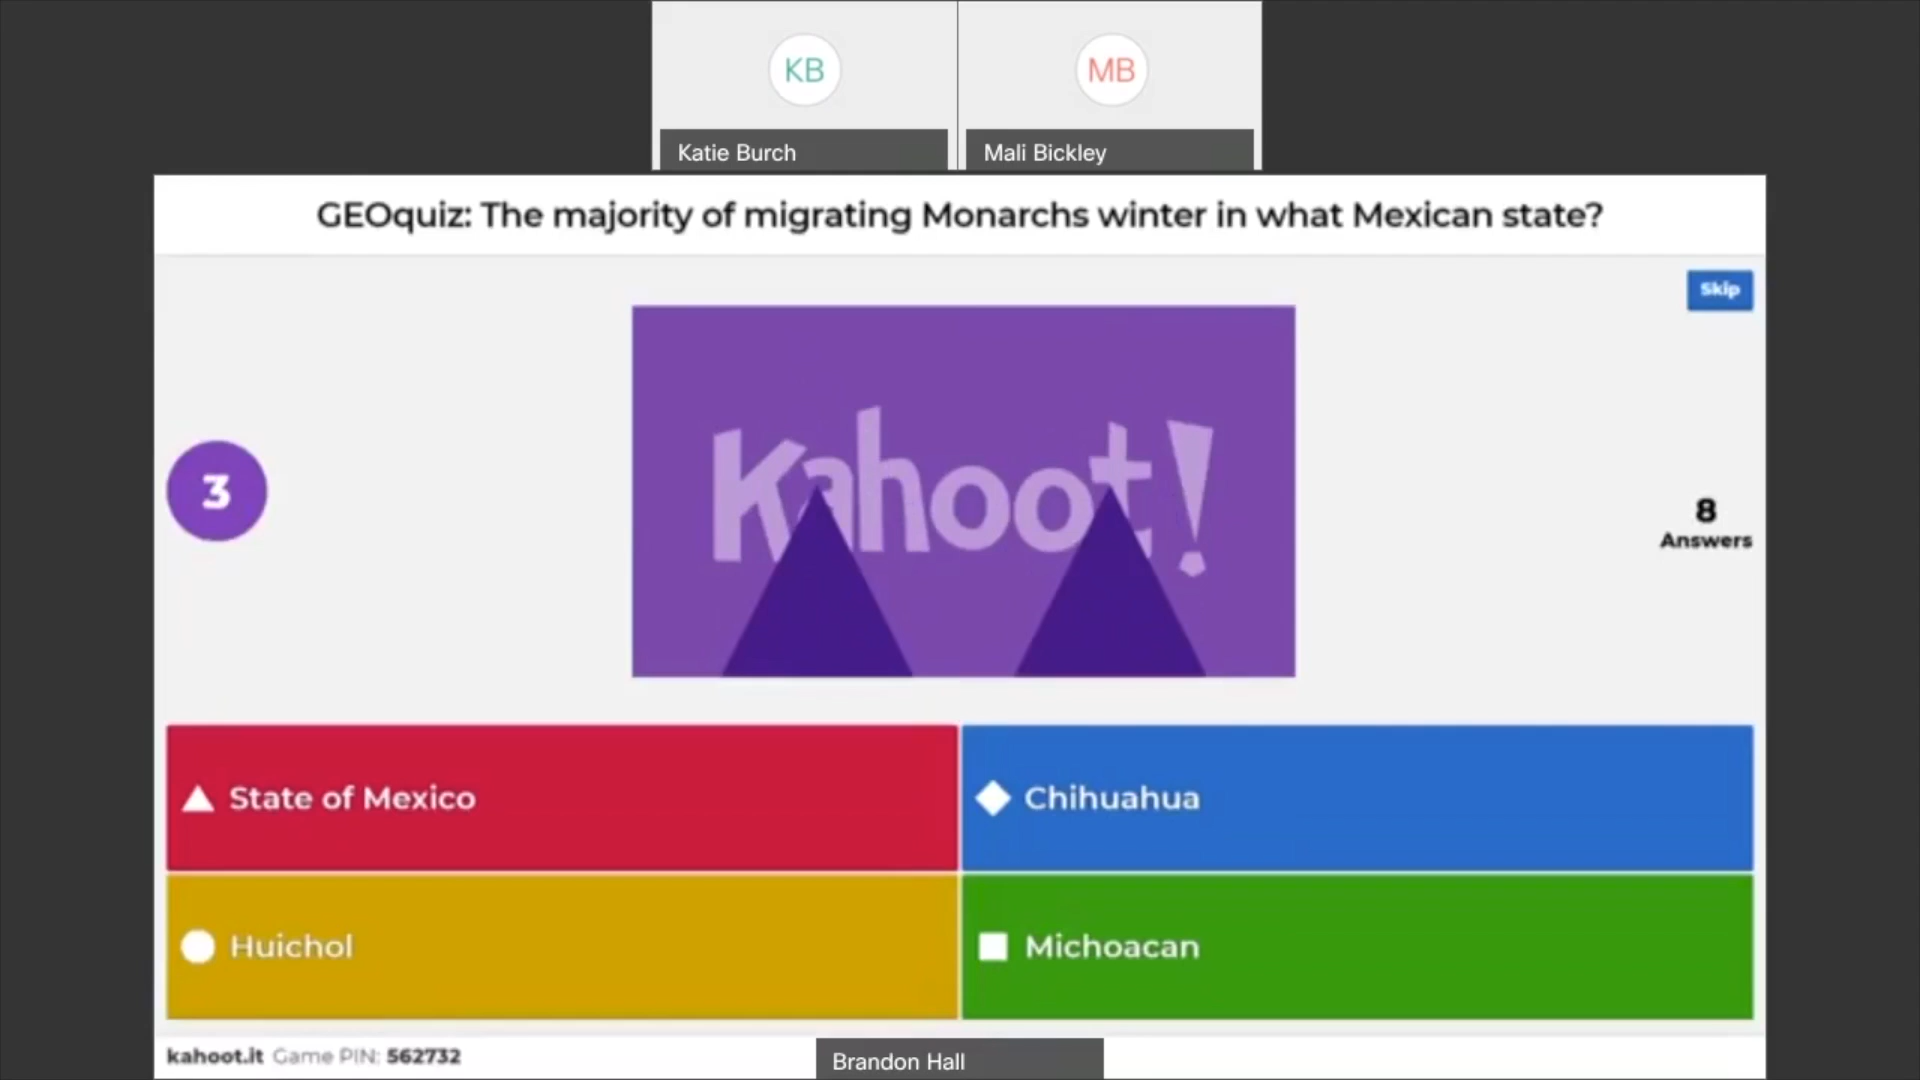 KB
MB
Katie Burch
Mali Bickley
GEOquiz: The majority of migrating Monarchs winter in what Mexican state?
Skip
3
Kahoot!
8
Answers
State of Mexico
Chihuahua
Huichol
Michoacan
kahoot.it Game PIN: 562732
Brandon Hall